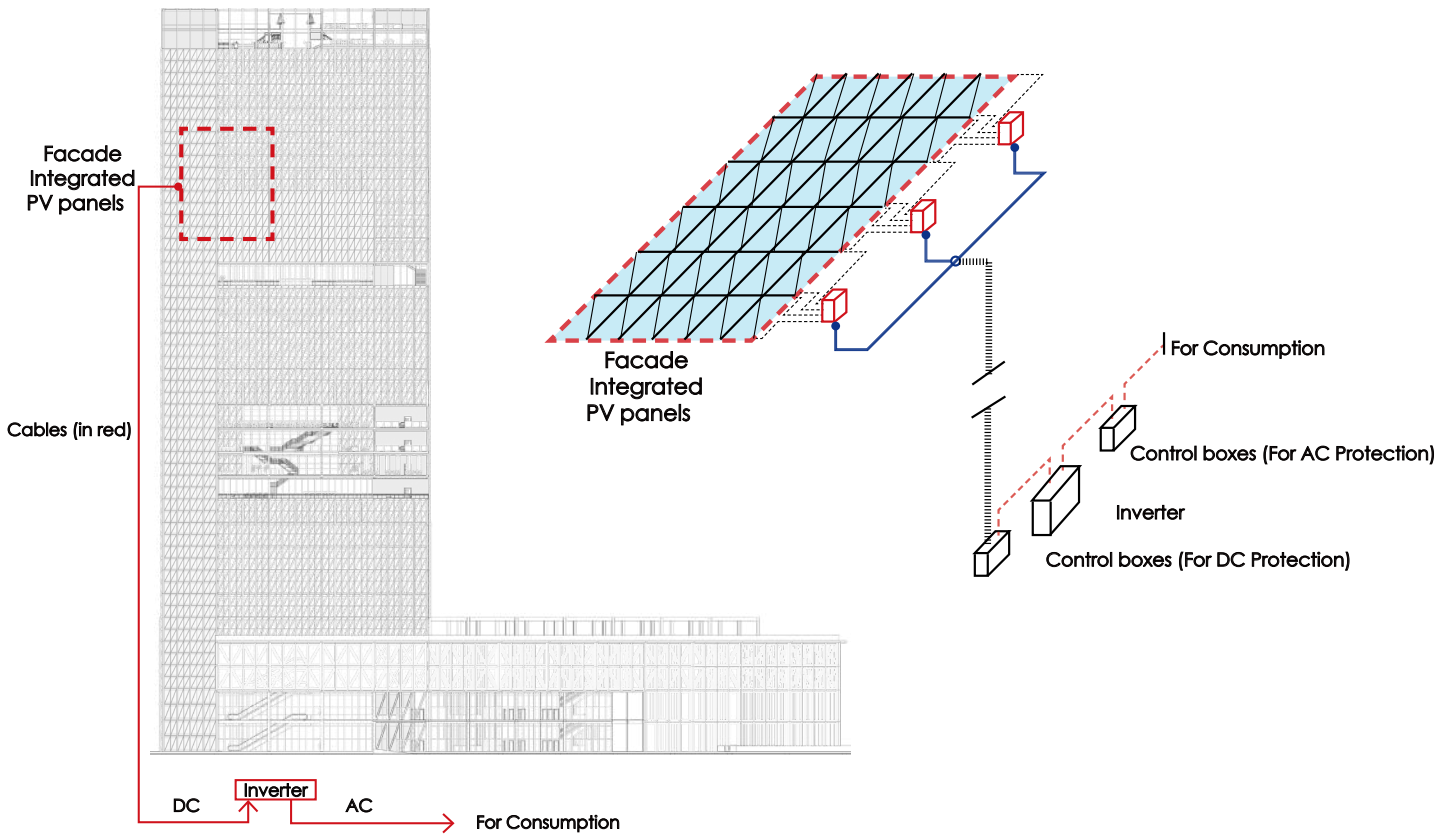 Facade
Integrated
PV panels
Cables (in red)
DC
Inverter
AC
For Consumption
Facade
Integrated
PV panels
For Consumption
Control boxes (For AC Protection)
Inverter
Control boxes (For DC Protection)